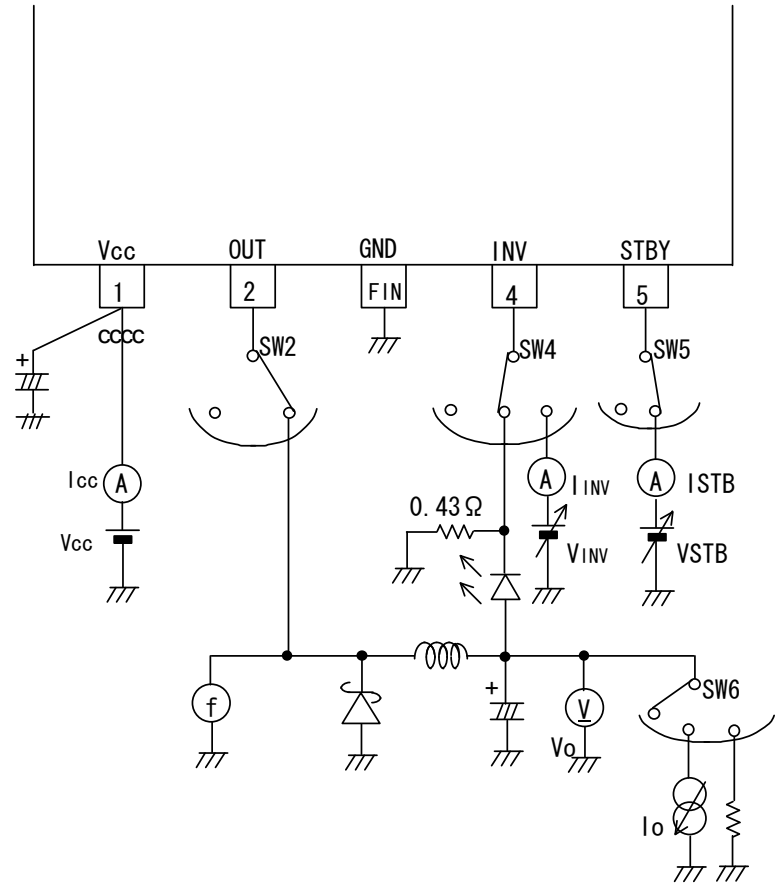 Vcc OUT GND INV STBY
1 2 FIN 4 5
CCCC
SW2 SW4 SW5
+
Icc A
A IINV A ISTB
0.43Ω
Vcc VINV VSTB
SW6
f + V
Vo
Io